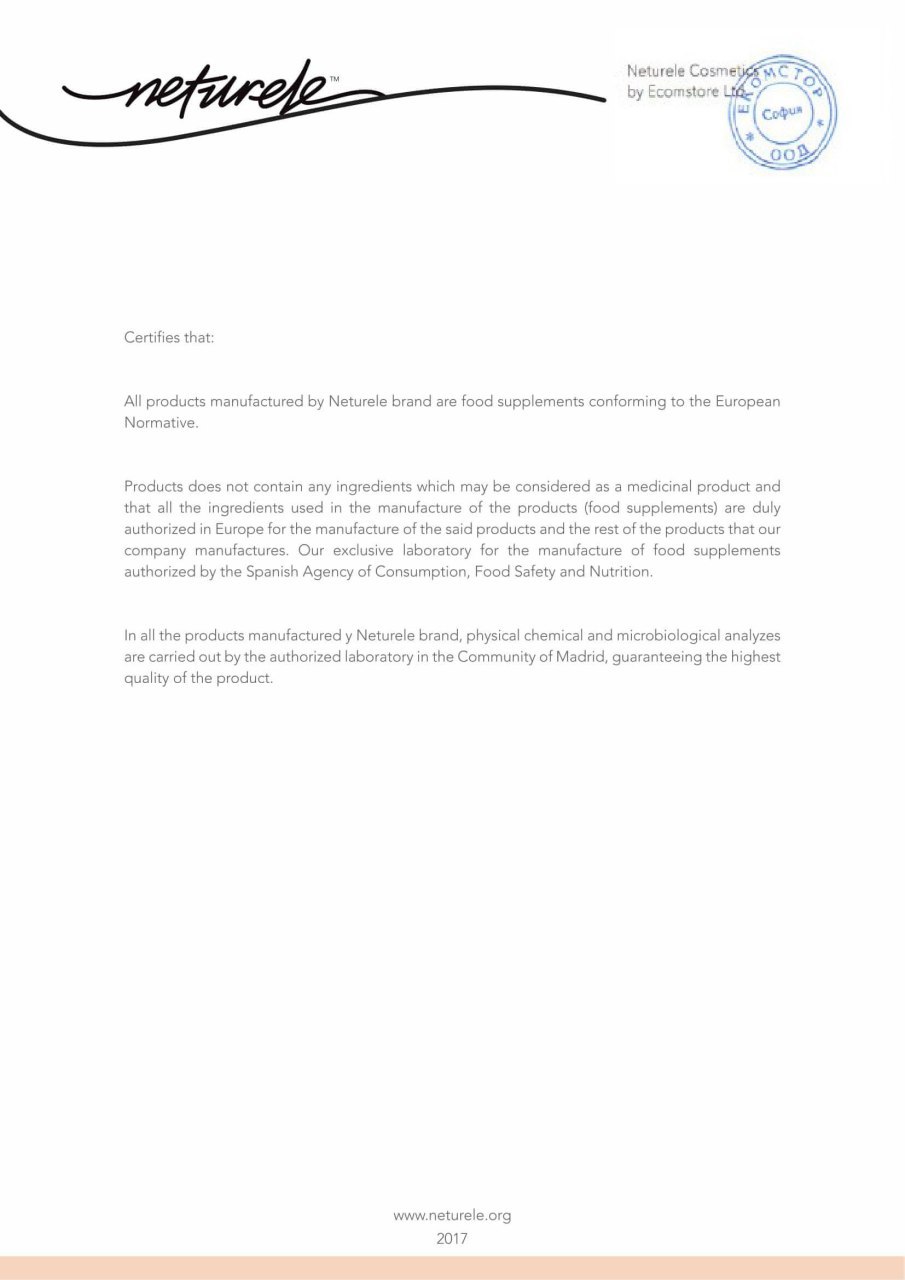 neturele™
Neturele Cosmetics
by Ecomstore Ltd.
ЕКОМСТОР
София
* ООД *
Certifies that:
All products manufactured by Neturele brand are food supplements conforming to the European
Normative.
Products does not contain any ingredients which may be considered as a medicinal product and
that all the ingredients used in the manufacture of the products (food supplements) are duly
authorized in Europe for the manufacture of the said products and the rest of the products that our
company manufactures. Our exclusive laboratory for the manufacture of food supplements
authorized by the Spanish Agency of Consumption, Food Safety and Nutrition.
In all the products manufactured y Neturele brand, physical chemical and microbiological analyzes
are carried out by the authorized laboratory in the Community of Madrid, guaranteeing the highest
quality of the product.
www.neturele.org
2017